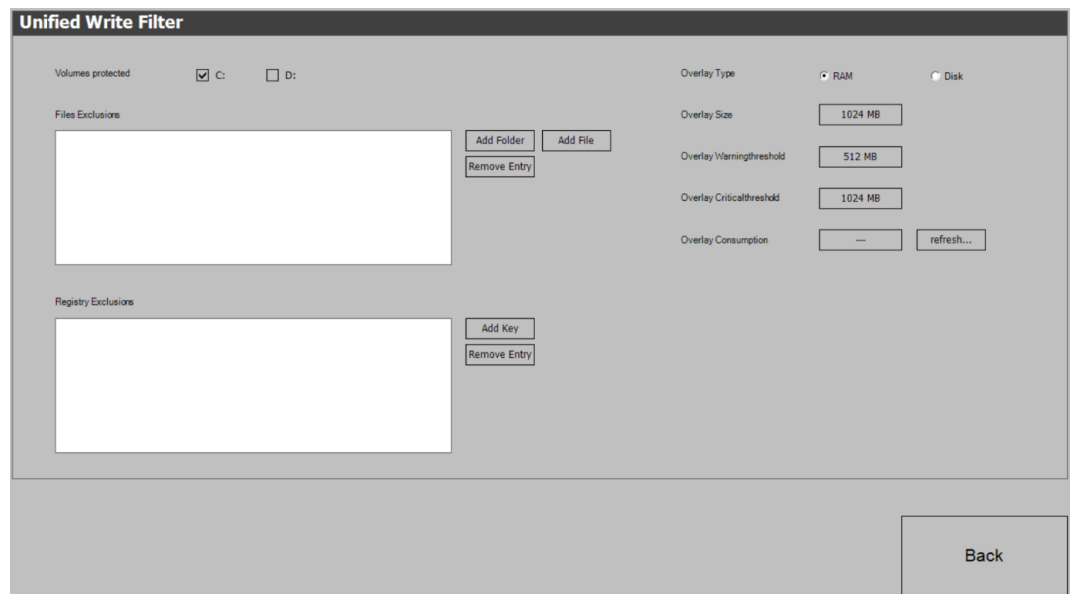 Unified Write Filter
Volumes protected C: D:
Files Exclusions
Add Folder Add File
Remove Entry
Registry Exclusions
Add Key
Remove Entry
Overlay Type RAM Disk
Overlay Size 1024 MB
Overlay Warningthreshold 512 MB
Overlay Criticalthreshold 1024 MB
Overlay Consumption --- refresh...
Back